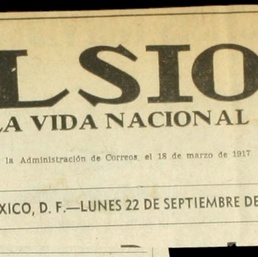 LSIO
LA VIDA NACIONAL
la Administración de Correos, el 18 de marzo de 1917
XICO, D. F.—LUNES 22 DE SEPTIEMBRE DE